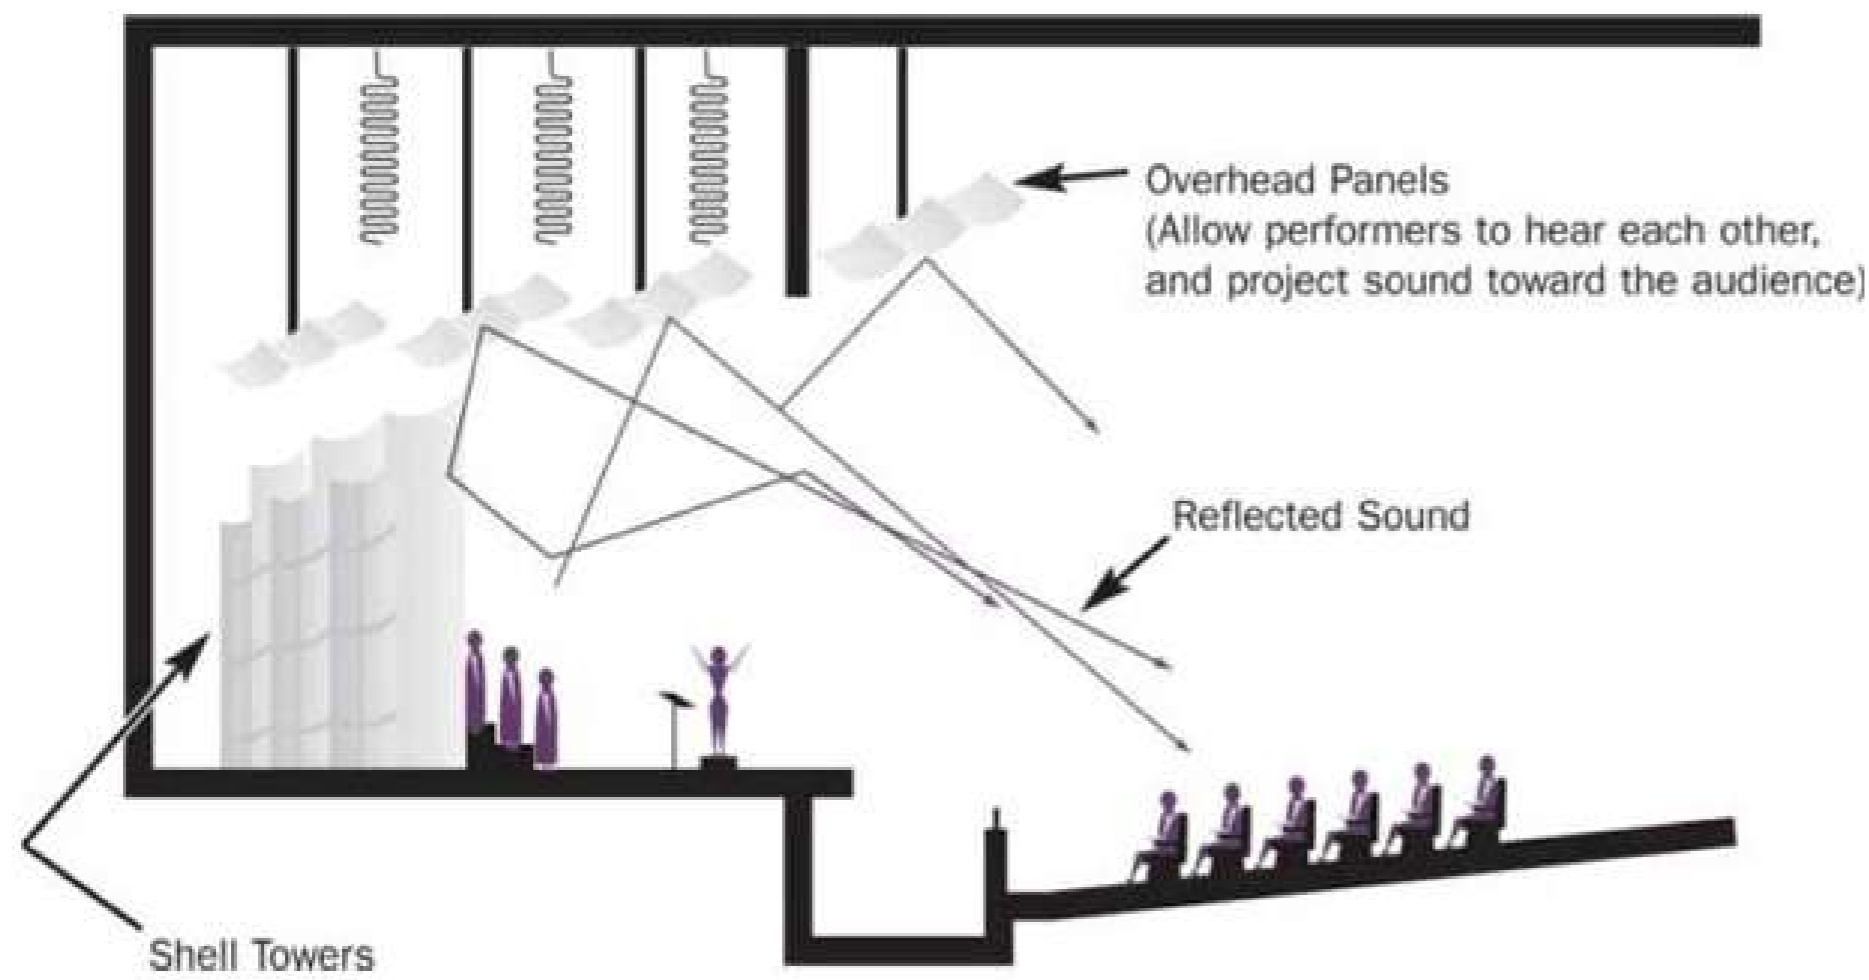 Overhead Panels
(Allow performers to hear each other,
and project sound toward the audience)
Reflected Sound
Shell Towers